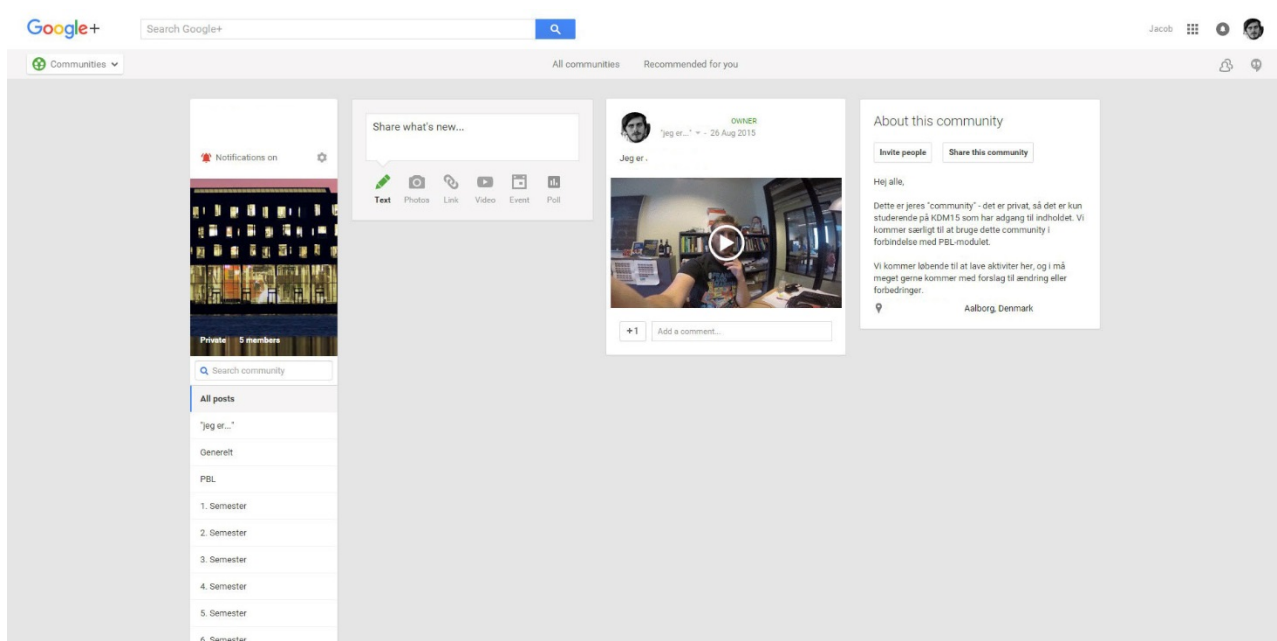 Google+
Search Google+
Jacob
Communities
All communities
Recommended for you
Notifications on
Private 5 members
Search community
All posts
"jeg er..."
Generelt
PBL
1. Semester
2. Semester
3. Semester
4. Semester
5. Semester
6. Semester
Share what's new...
Text
Photos
Link
Video
Event
Poll
OWNER
"jeg er..." - 26 Aug 2015
Jeg er .
+1
Add a comment...
About this community
Invite people
Share this community
Hej alle,
Dette er jeres "community" - det er privat, så det er kun
studerende på KDM15 som har adgang til indholdet. Vi
kommer særligt til at bruge dette community i
forbindelse med PBL-modulet.
Vi kommer løbende til at lave aktiviter her, og i må
meget gerne kommer med forslag til ændring eller
forbedringer.
Aalborg, Denmark